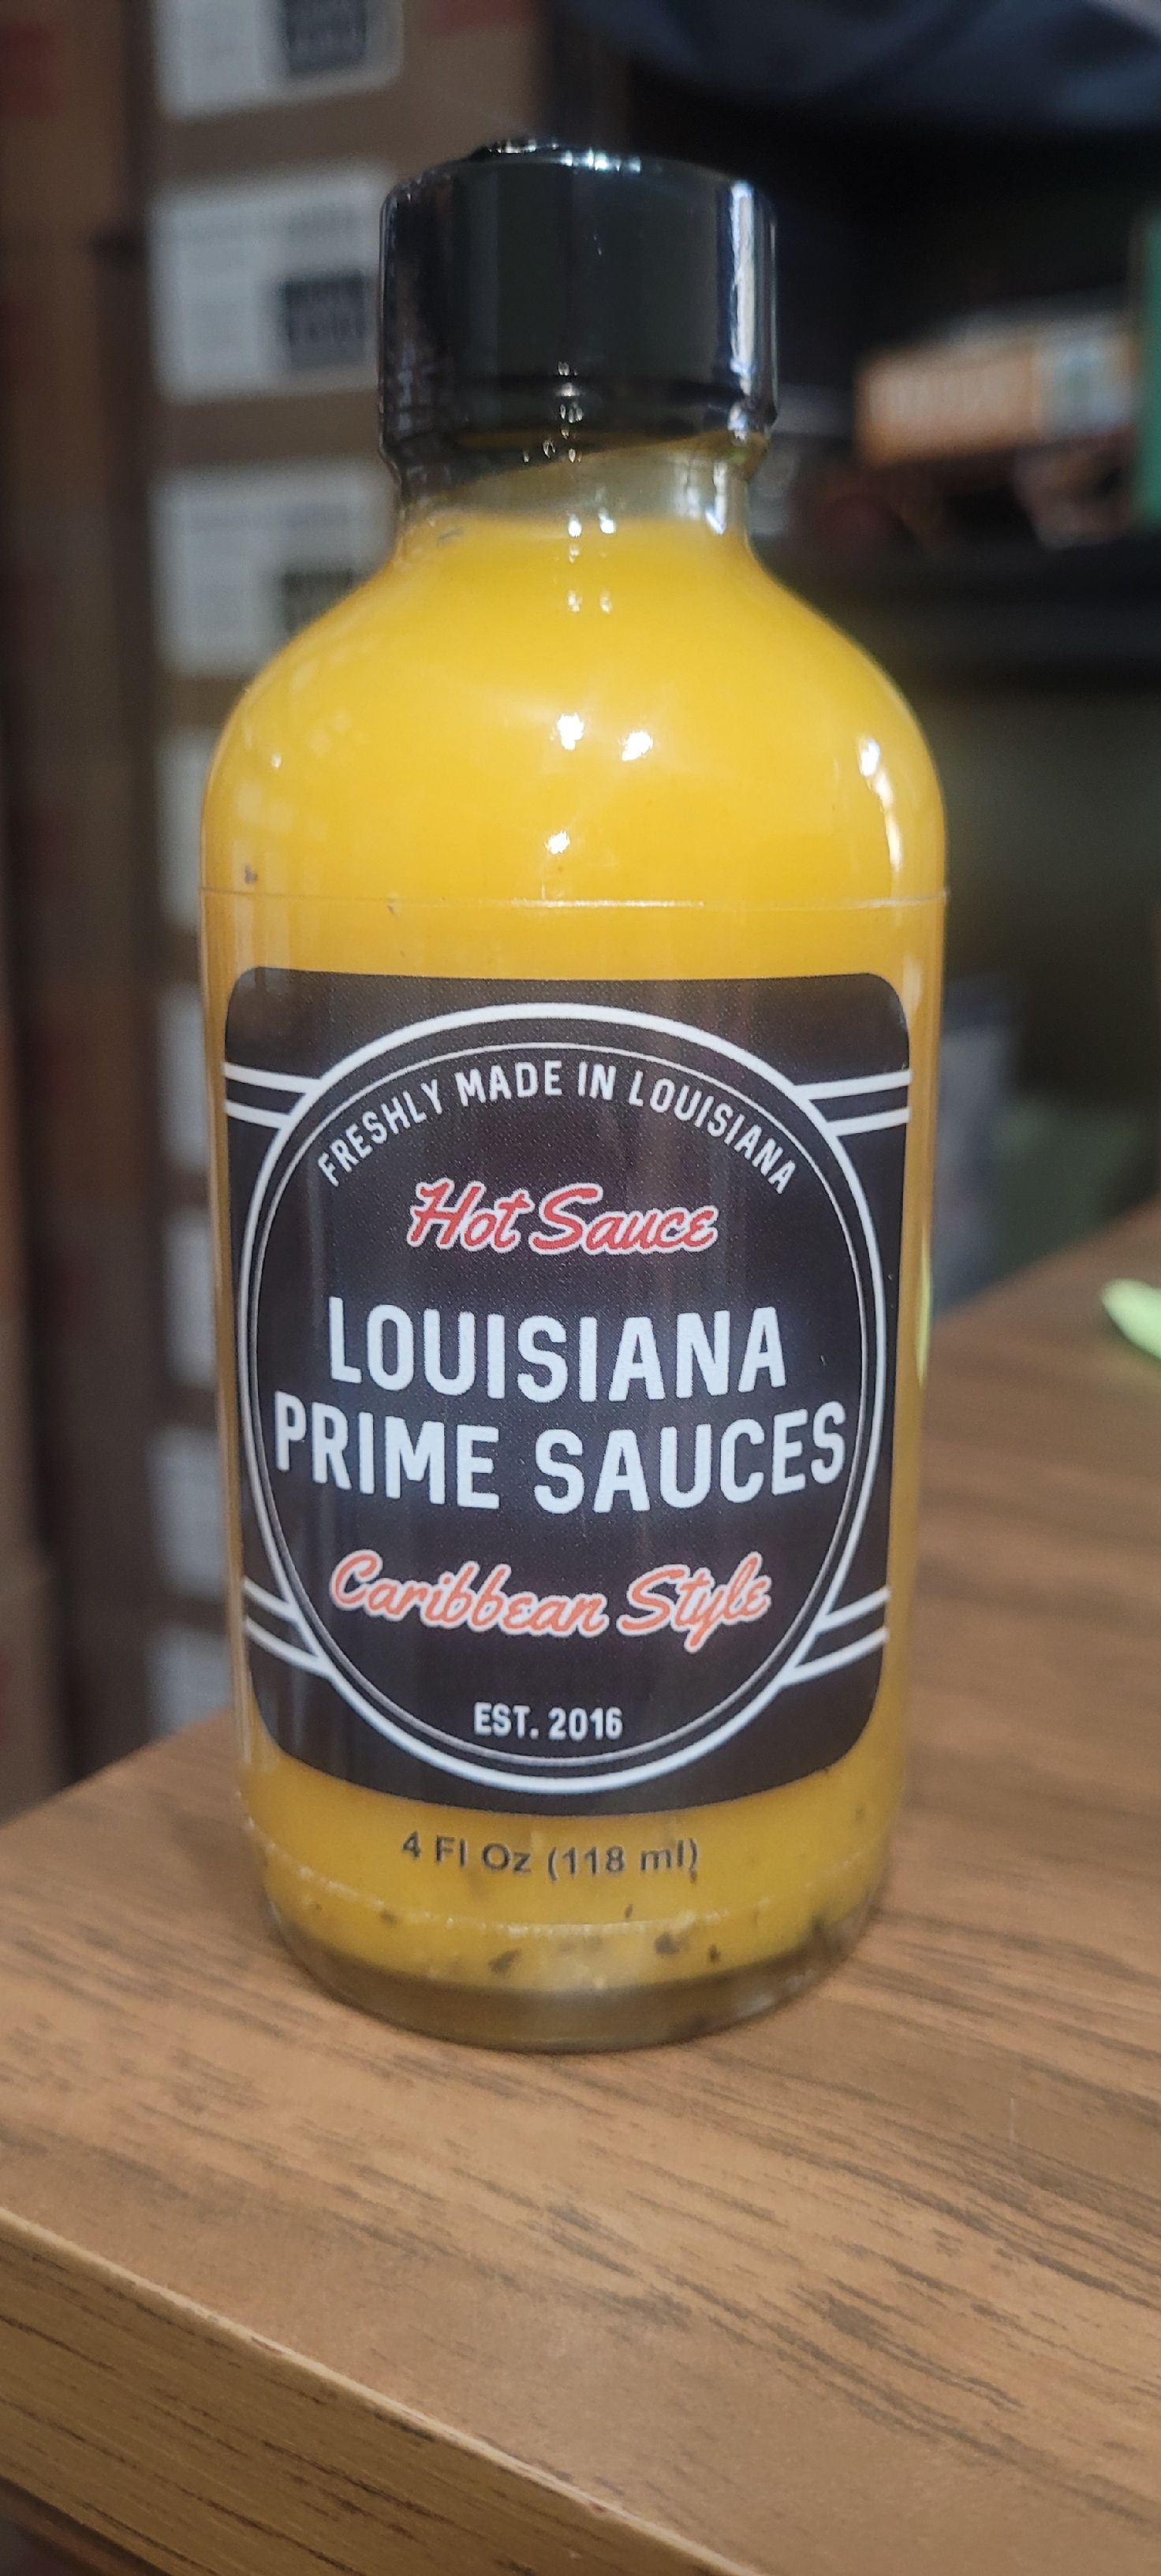 FRESHLY MADE IN LOUISIANA
Hot Sauce
LOUISIANA
PRIME SAUCES
Caribbean Style
EST. 2016
4 Fl Oz (118 ml)